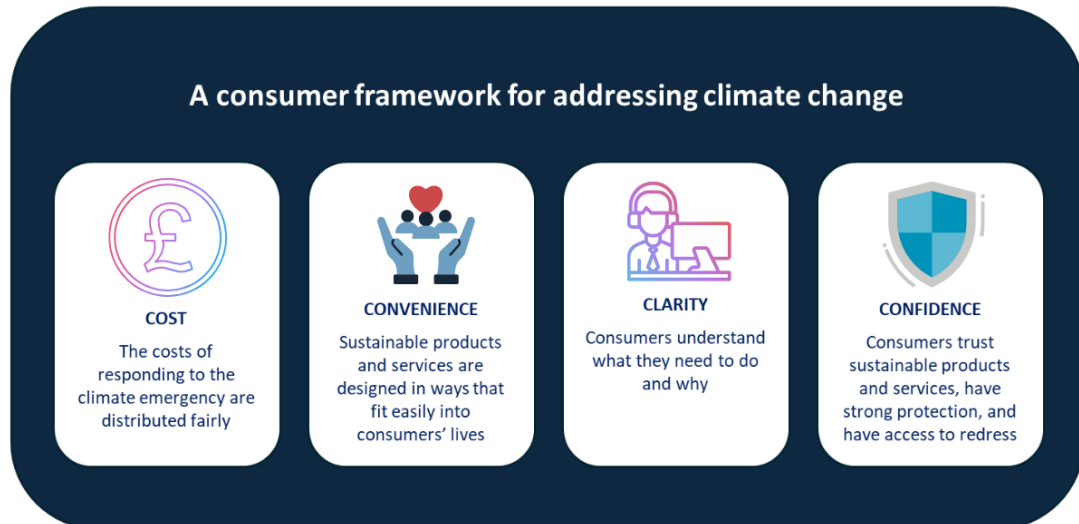 A consumer framework for addressing climate change
£
COST
The costs of
responding to the
climate emergency are
distributed fairly
CONVENIENCE
Sustainable products
and services are
designed in ways that
fit easily into
consumers’ lives
CLARITY
Consumers understand
what they need to do
and why
CONFIDENCE
Consumers trust
sustainable products
and services, have
strong protection, and
have access to redress